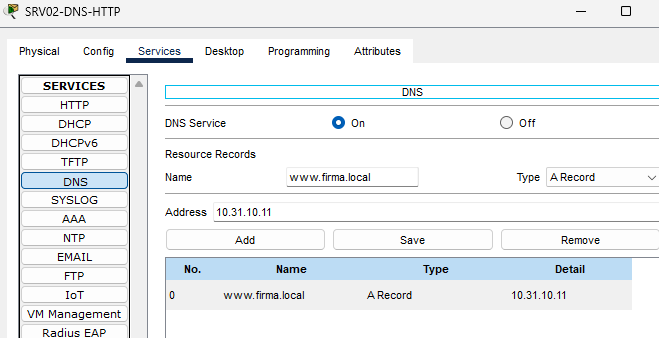 SRV02-DNS-HTTP
Physical Config Services Desktop Programming Attributes
SERVICES
HTTP
DHCP
DHCPv6
TFTP
DNS
SYSLOG
AAA
NTP
EMAIL
FTP
IoT
VM Management
Radius EAP
DNS
DNS Service On Off
Resource Records
Name www.firma.local Type A Record
Address 10.31.10.11
Add Save Remove
No. Name Type Detail
0 www.firma.local A Record 10.31.10.11